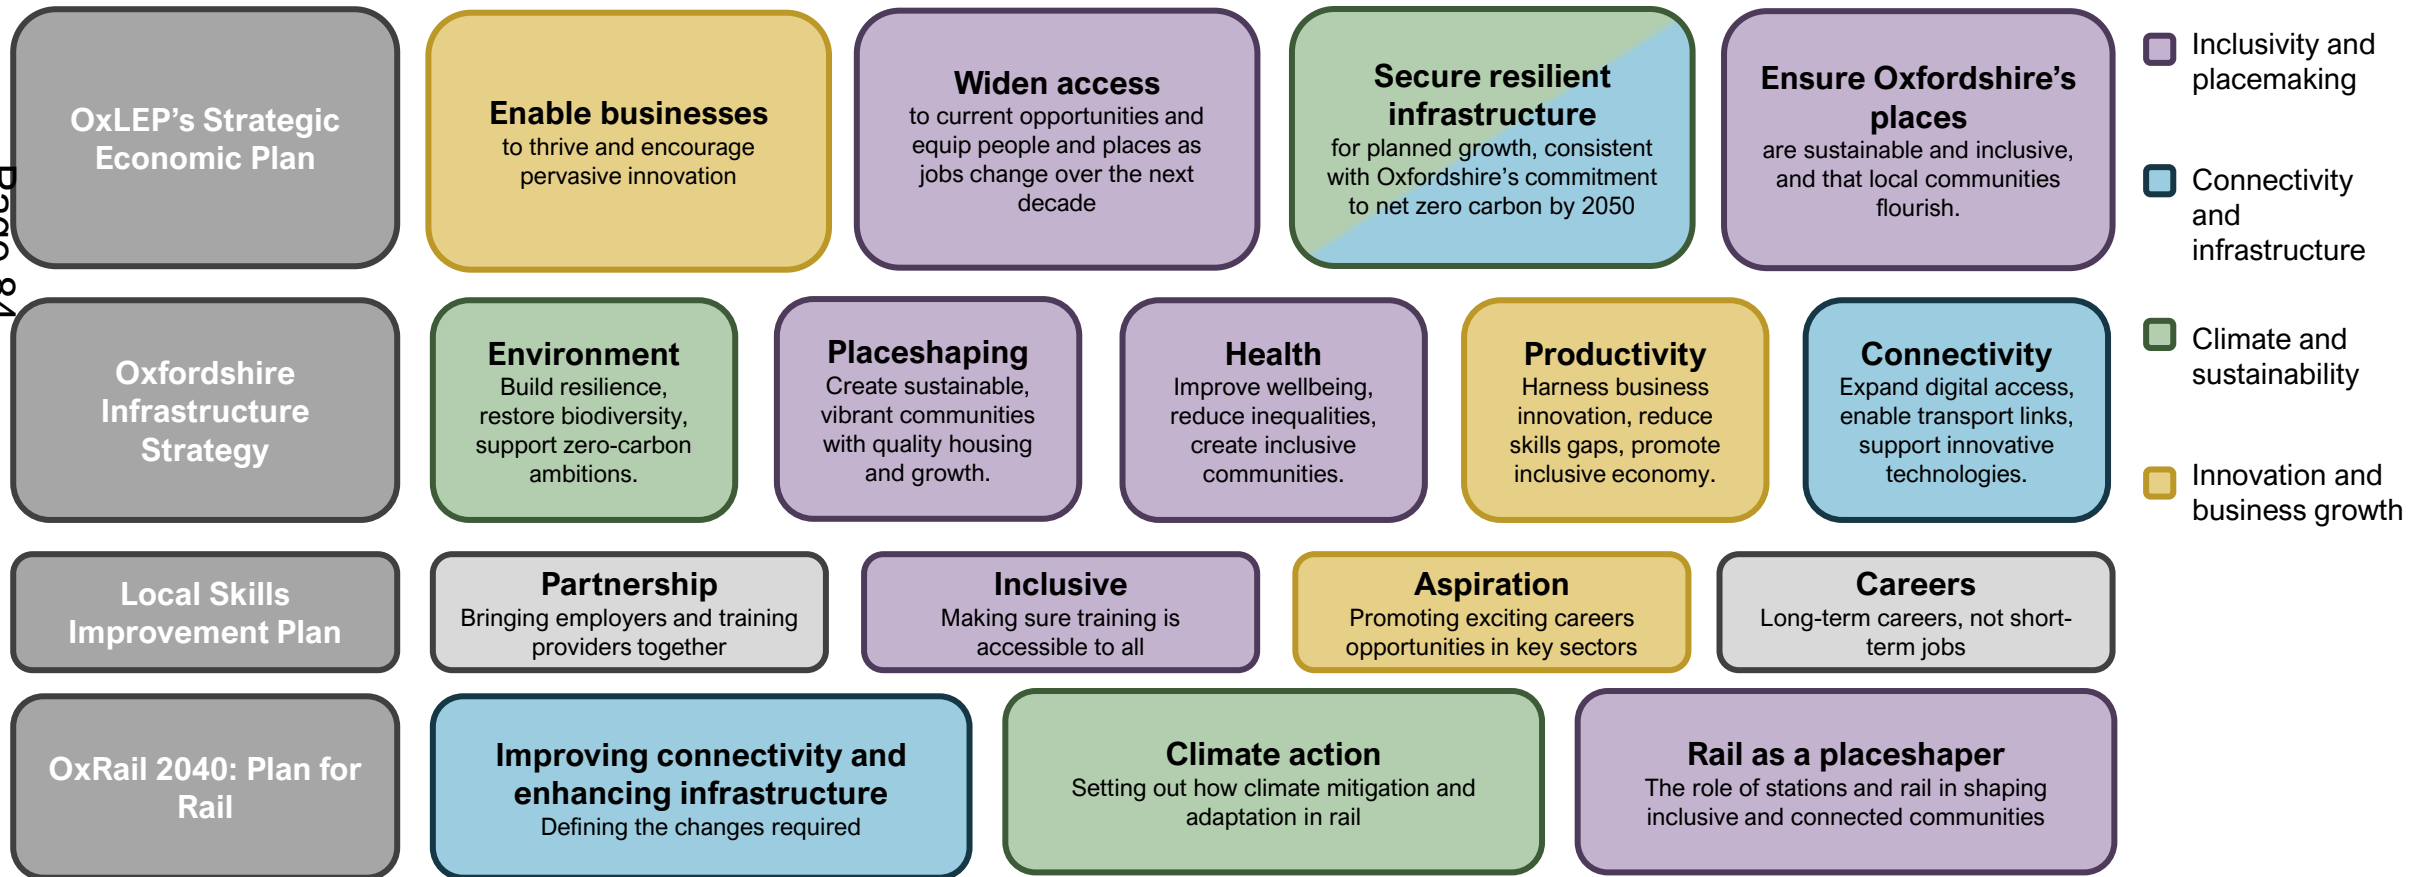 OxLEP’s Strategic
Economic Plan
Enable businesses
to thrive and encourage
pervasive innovation
Widen access
to current opportunities and
equip people and places as
jobs change over the next
decade
Secure resilient
infrastructure
for planned growth, consistent
with Oxfordshire’s commitment
to net zero carbon by 2050
Ensure Oxfordshire’s
places
are sustainable and inclusive,
and that local communities
flourish.
Inclusivity and
placemaking
Connectivity
and
infrastructure
Climate and
sustainability
Innovation and
business growth
Page 84
Oxfordshire
Infrastructure
Strategy
Environment
Build resilience,
restore biodiversity,
support zero-carbon
ambitions.
Placeshaping
Create sustainable,
vibrant communities
with quality housing
and growth.
Health
Improve wellbeing,
reduce inequalities,
create inclusive
communities.
Productivity
Harness business
innovation, reduce
skills gaps, promote
inclusive economy.
Connectivity
Expand digital access,
enable transport links,
support innovative
technologies.
Local Skills
Improvement Plan
Partnership
Bringing employers and training
providers together
Inclusive
Making sure training is
accessible to all
Aspiration
Promoting exciting careers
opportunities in key sectors
Careers
Long-term careers, not short-
term jobs
OxRail 2040: Plan for
Rail
Improving connectivity and
enhancing infrastructure
Defining the changes required
Climate action
Setting out how climate mitigation and
adaptation in rail
Rail as a placeshaper
The role of stations and rail in shaping
inclusive and connected communities